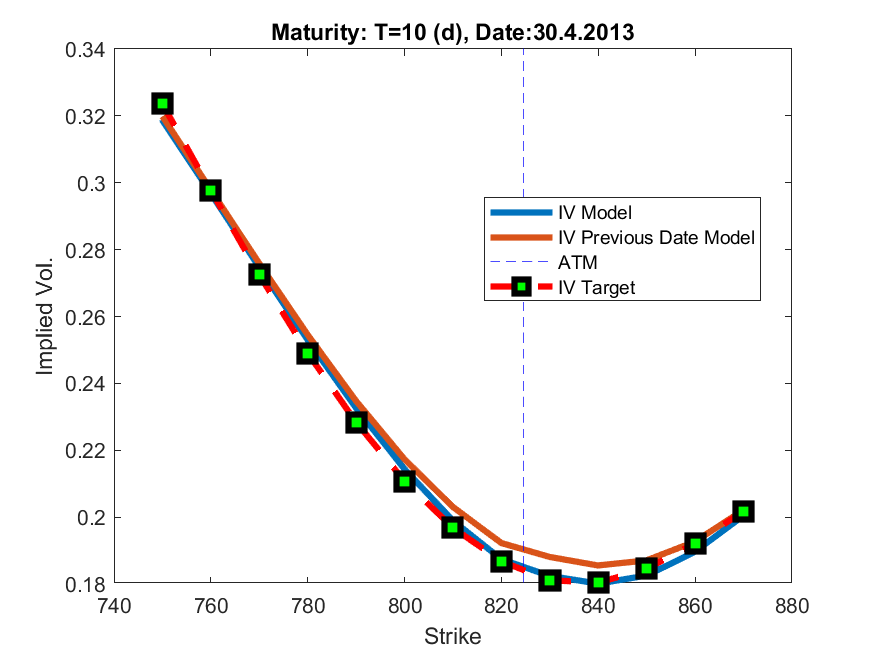 Maturity: T=10 (d), Date:30.4.2013
0.34
0.32
0.3
0.28
0.26
0.24
0.22
0.2
0.18
Implied Vol.
IV Model
IV Previous Date Model
ATM
IV Target
740
760
780
800
820
840
860
880
Strike